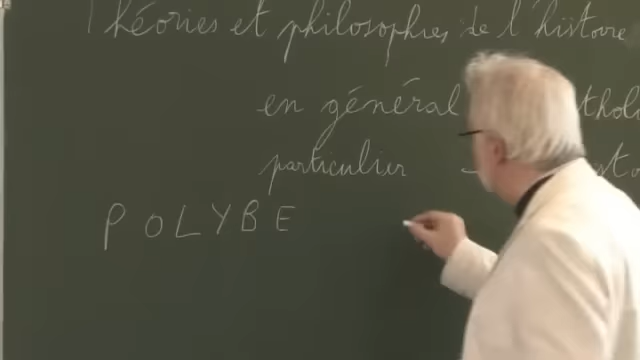 Théories et philosophies de l'histoire
en général
particulier
POLYBE